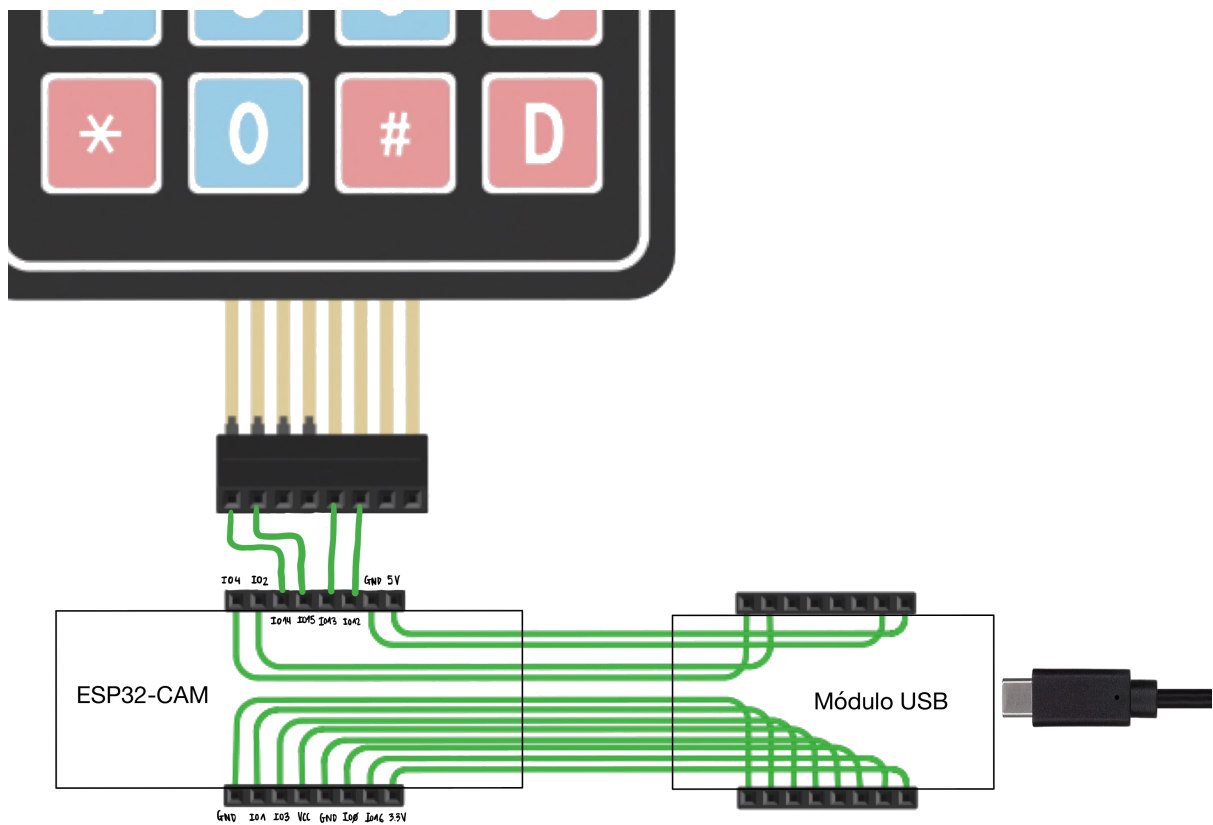 * 0 # D
IO4 IO2 GND 5V
IO14 IO15 IO13 IO12
ESP32-CAM
Módulo USB
GND IO1 IO3 VCC GND IO0 IO16 3.3V